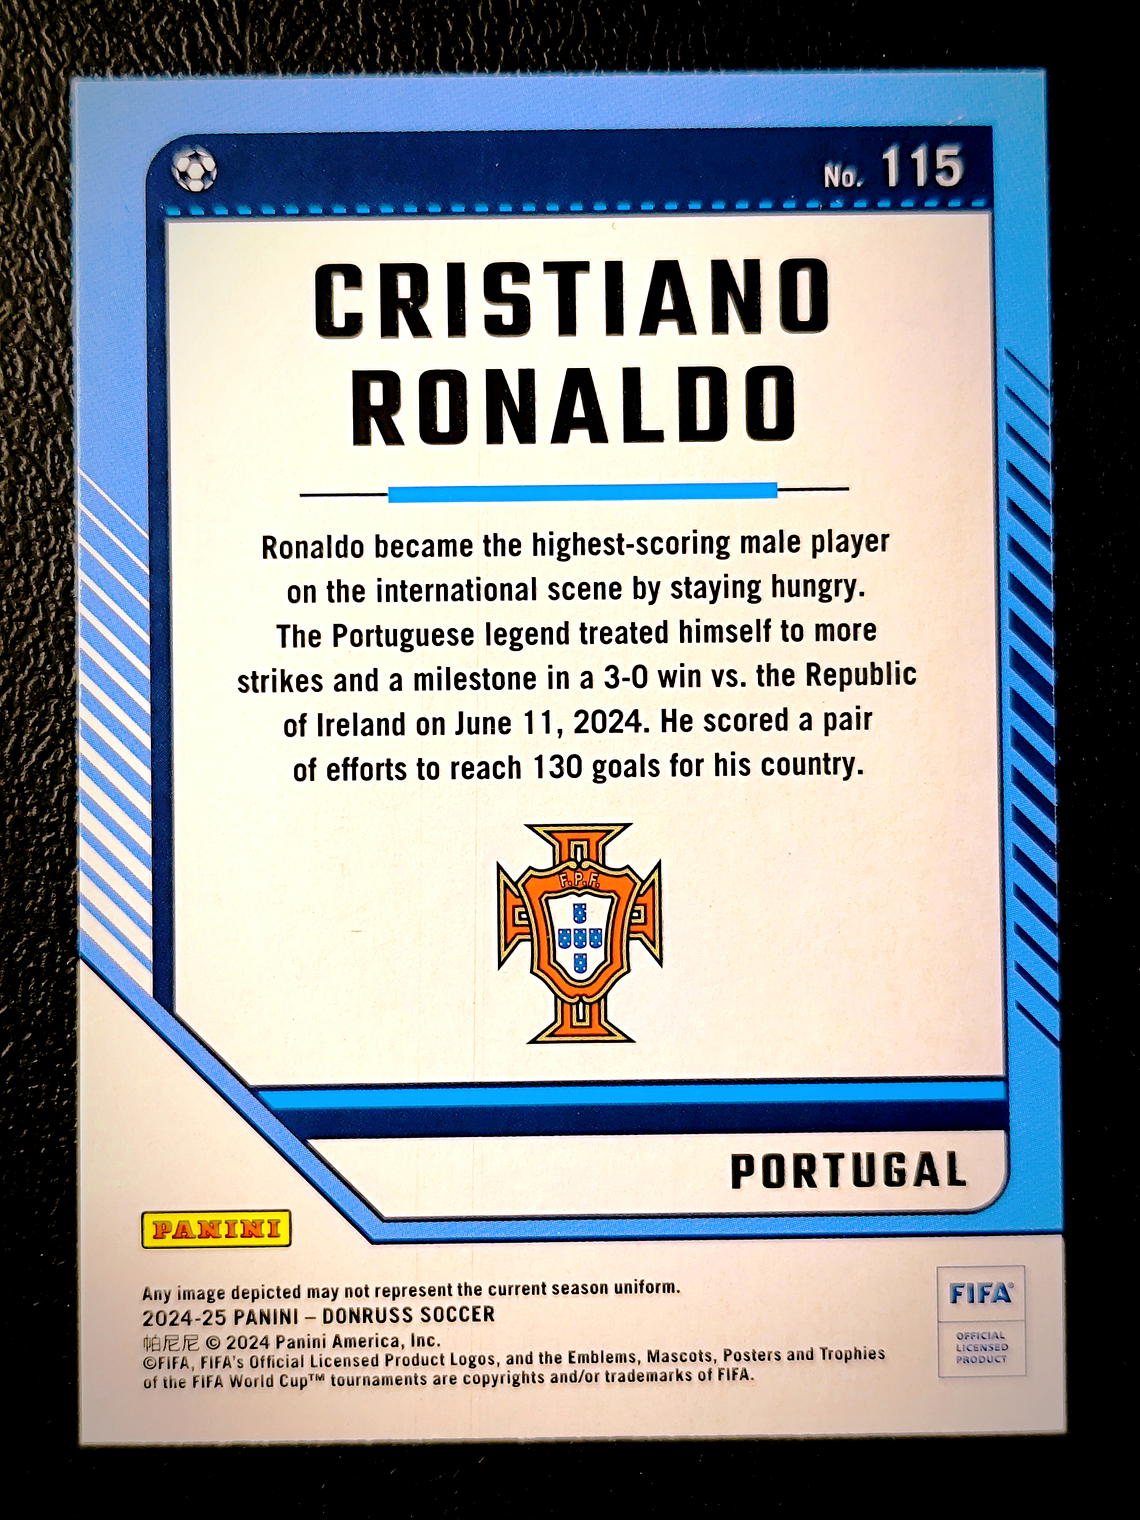 No. 115
CRISTIANO
RONALDO
Ronaldo became the highest-scoring male player
on the international scene by staying hungry.
The Portuguese legend treated himself to more
strikes and a milestone in a 3-0 win vs. the Republic
of Ireland on June 11, 2024. He scored a pair
of efforts to reach 130 goals for his country.
F.P.F.
PORTUGAL
PANINI
Any image depicted may not represent the current season uniform.
2024-25 PANINI – DONRUSS SOCCER
帕尼尼 © 2024 Panini America, Inc.
©FIFA, FIFA's Official Licensed Product Logos, and the Emblems, Mascots, Posters and Trophies
of the FIFA World Cup™ tournaments are copyrights and/or trademarks of FIFA.
FIFA®
OFFICIAL
LICENSED
PRODUCT